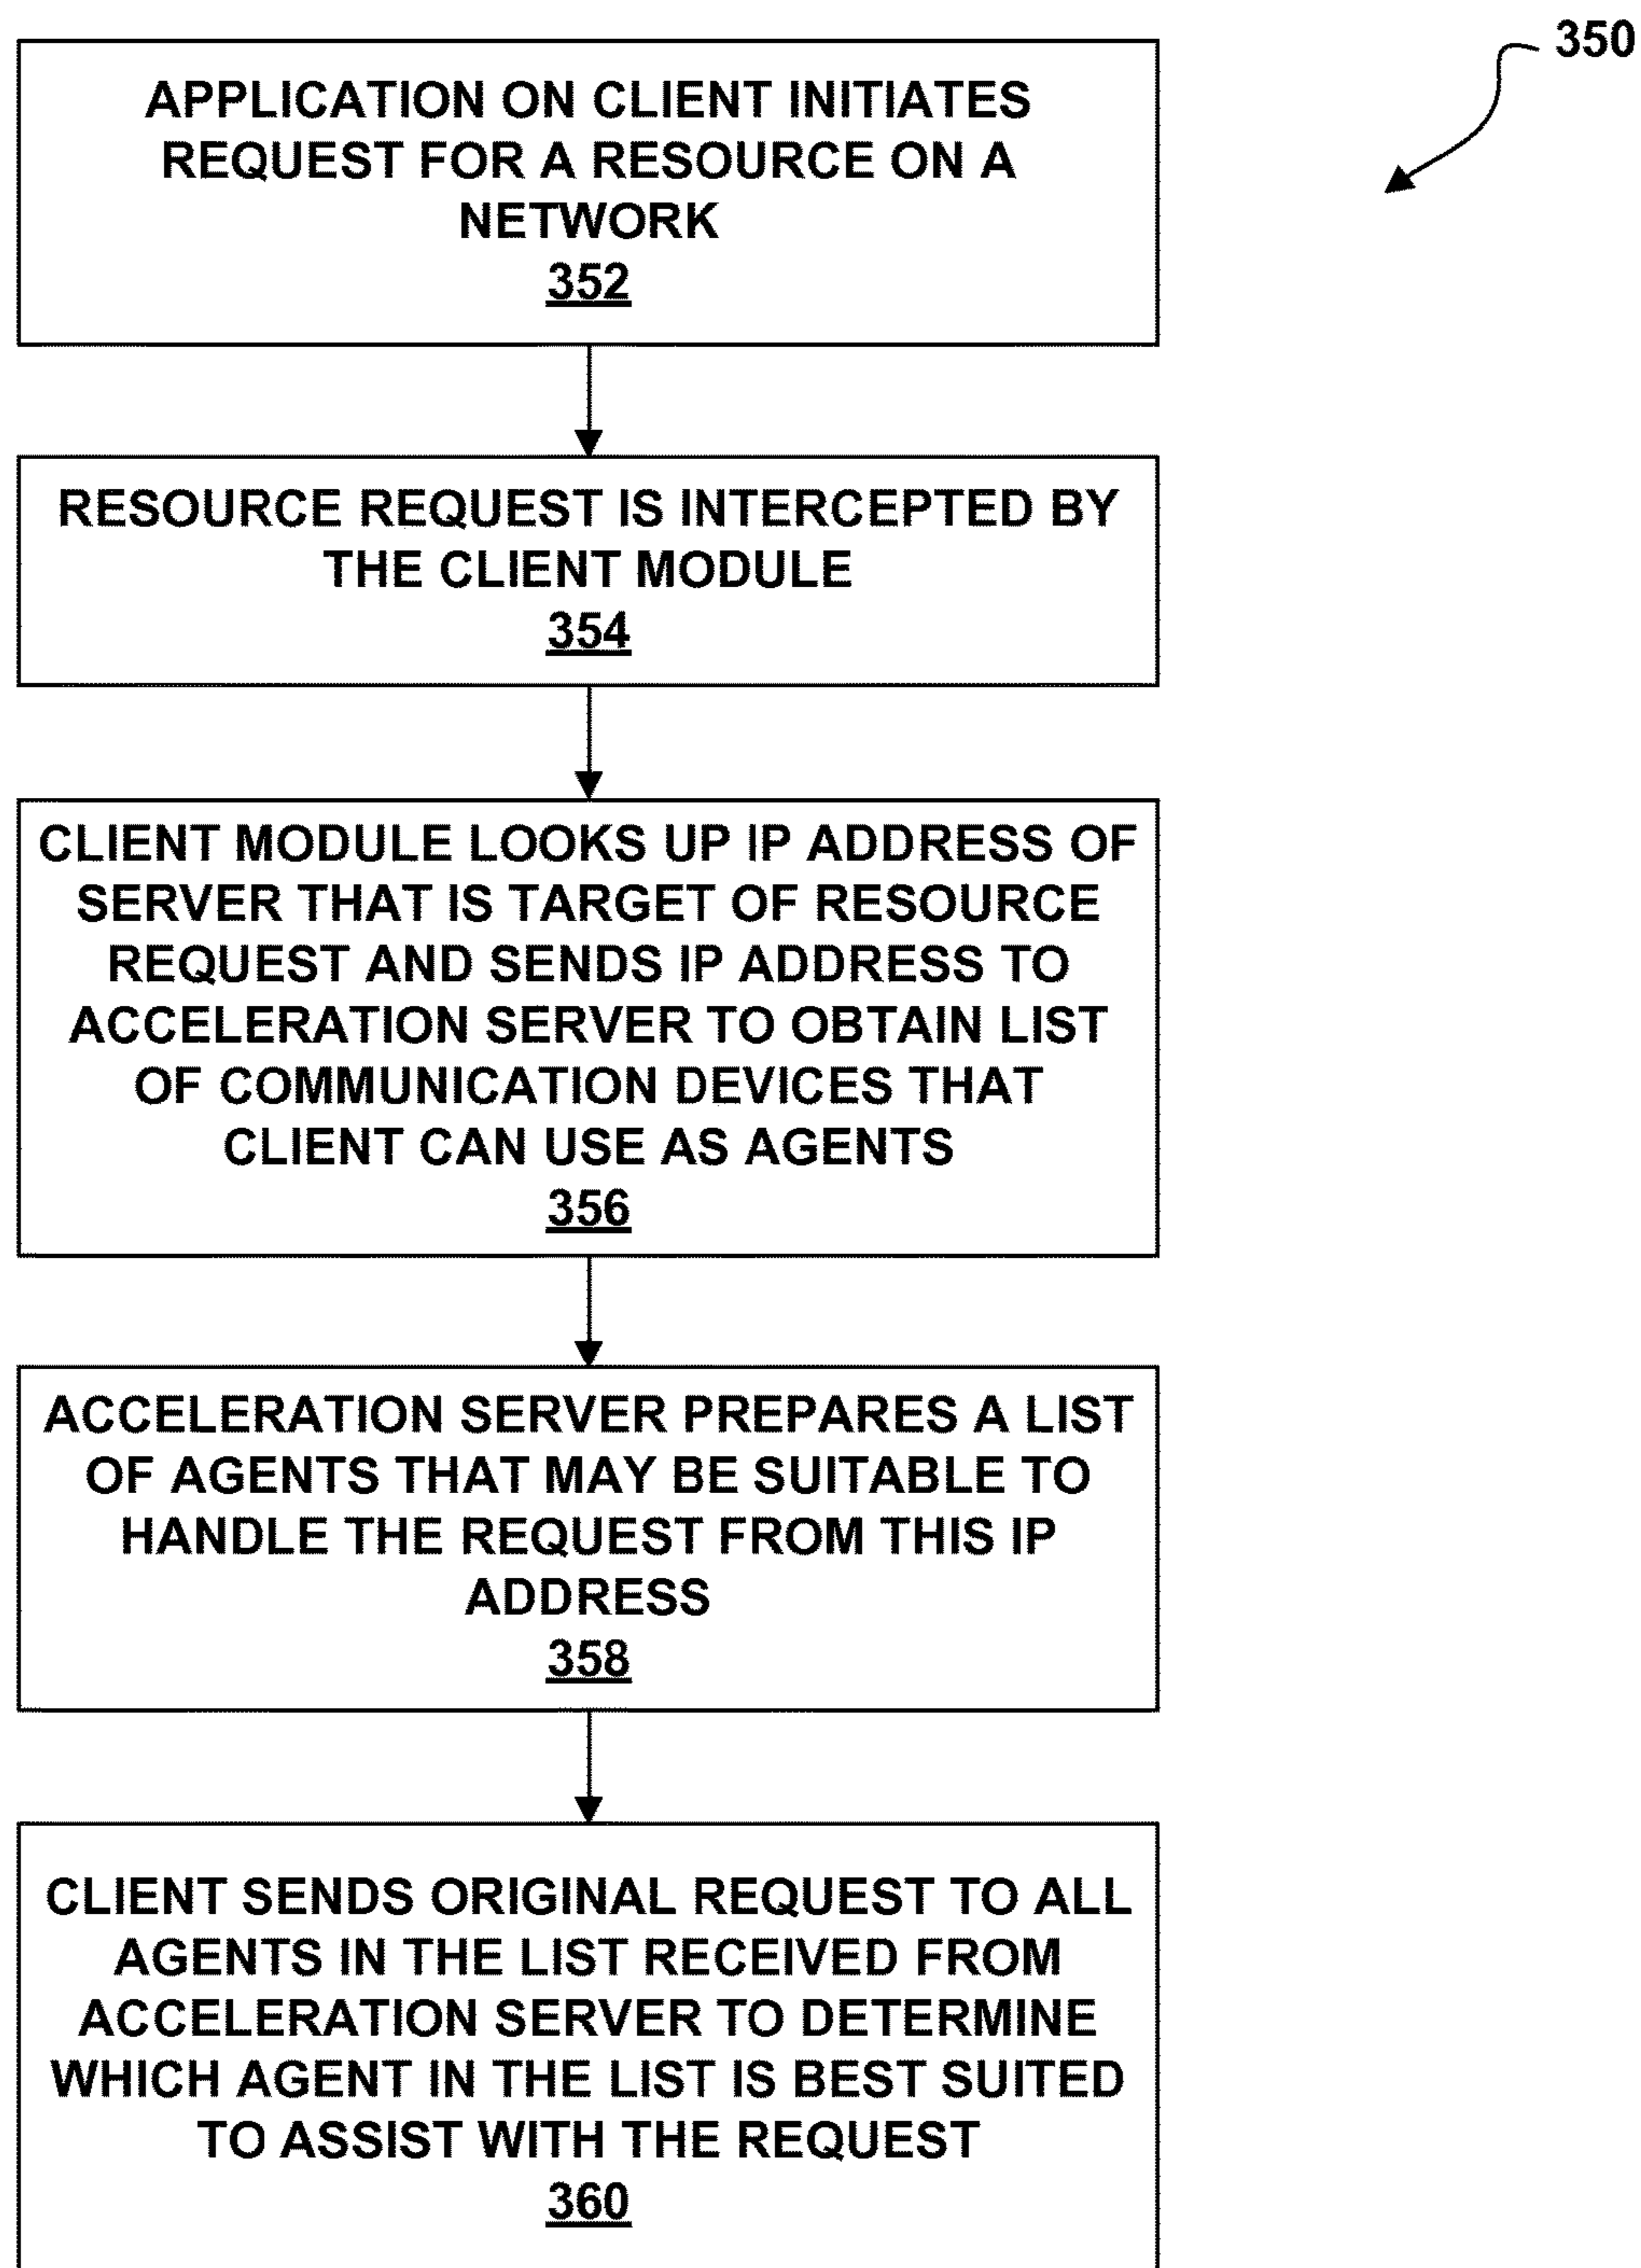 350
APPLICATION ON CLIENT INITIATES
REQUEST FOR A RESOURCE ON A
NETWORK
352
RESOURCE REQUEST IS INTERCEPTED BY
THE CLIENT MODULE
354
CLIENT MODULE LOOKS UP IP ADDRESS OF
SERVER THAT IS TARGET OF RESOURCE
REQUEST AND SENDS IP ADDRESS TO
ACCELERATION SERVER TO OBTAIN LIST
OF COMMUNICATION DEVICES THAT
CLIENT CAN USE AS AGENTS
356
ACCELERATION SERVER PREPARES A LIST
OF AGENTS THAT MAY BE SUITABLE TO
HANDLE THE REQUEST FROM THIS IP
ADDRESS
358
CLIENT SENDS ORIGINAL REQUEST TO ALL
AGENTS IN THE LIST RECEIVED FROM
ACCELERATION SERVER TO DETERMINE
WHICH AGENT IN THE LIST IS BEST SUITED
TO ASSIST WITH THE REQUEST
360